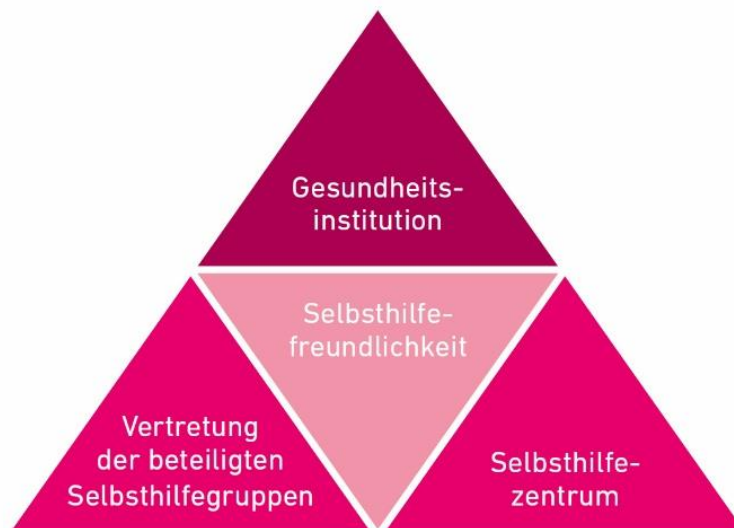 Gesundheits-
institution
Selbsthilfe-
freundlichkeit
Vertretung
der beteiligten
Selbsthilfegruppen
Selbsthilfe-
zentrum